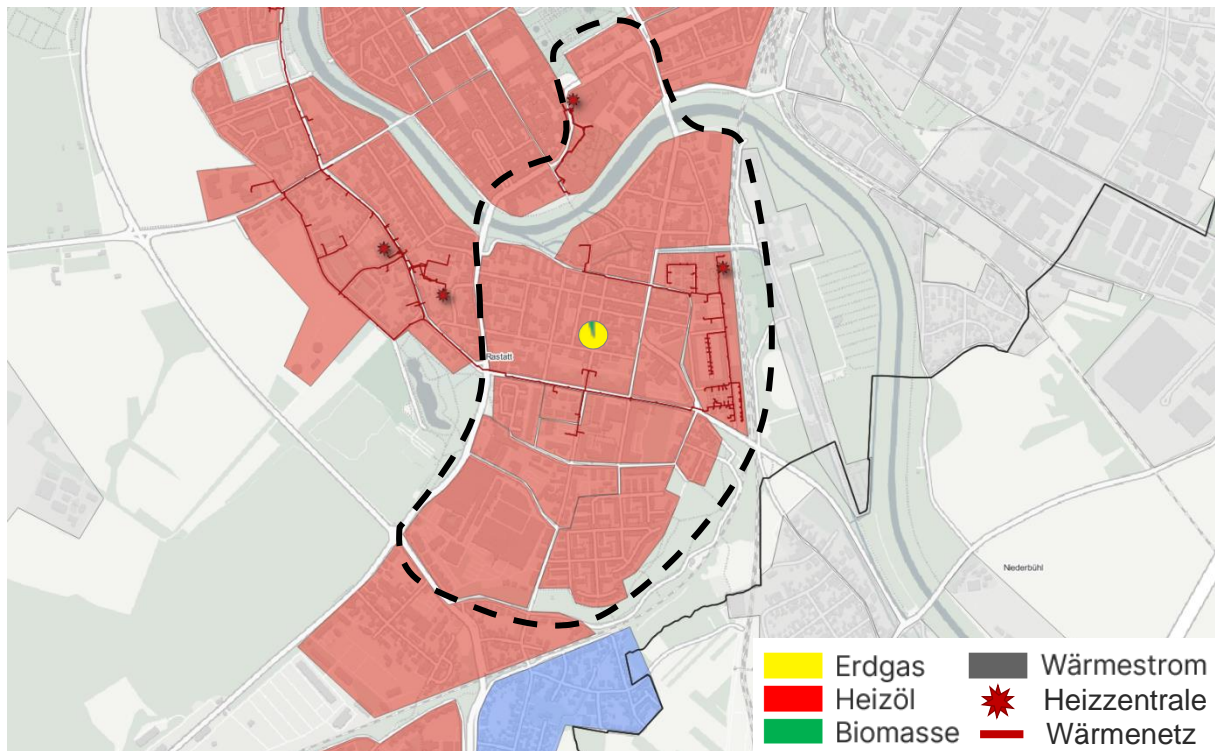 Rastatt
Niederbühl
Erdgas
Wärmestrom
Heizöl
Heizzentrale
Biomasse
Wärmenetz